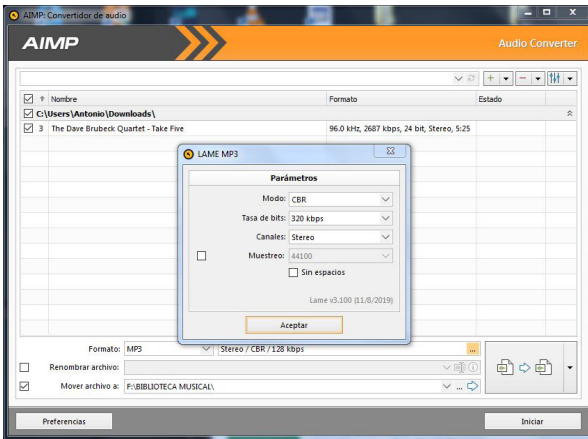 AIMP: Convertidor de audio
AIMP
Audio Converter
Nombre
Formato
Estado
C:\Users\Antonio\Downloads\
3 The Dave Brubeck Quartet - Take Five 96.0 kHz, 2687 kbps, 24 bit, Stereo, 5:25
LAME MP3
Parámetros
Modo: CBR
Tasa de bits: 320 kbps
Canales: Stereo
Muestreo: 44100
Sin espacios
Lame v3.100 (11/8/2019)
Aceptar
Formato: MP3 Stereo / CBR / 128 kbps ...
Renombrar archivo:
Mover archivo a: F:\BIBLIOTECA MUSICAL\ ...
Preferencias
Iniciar